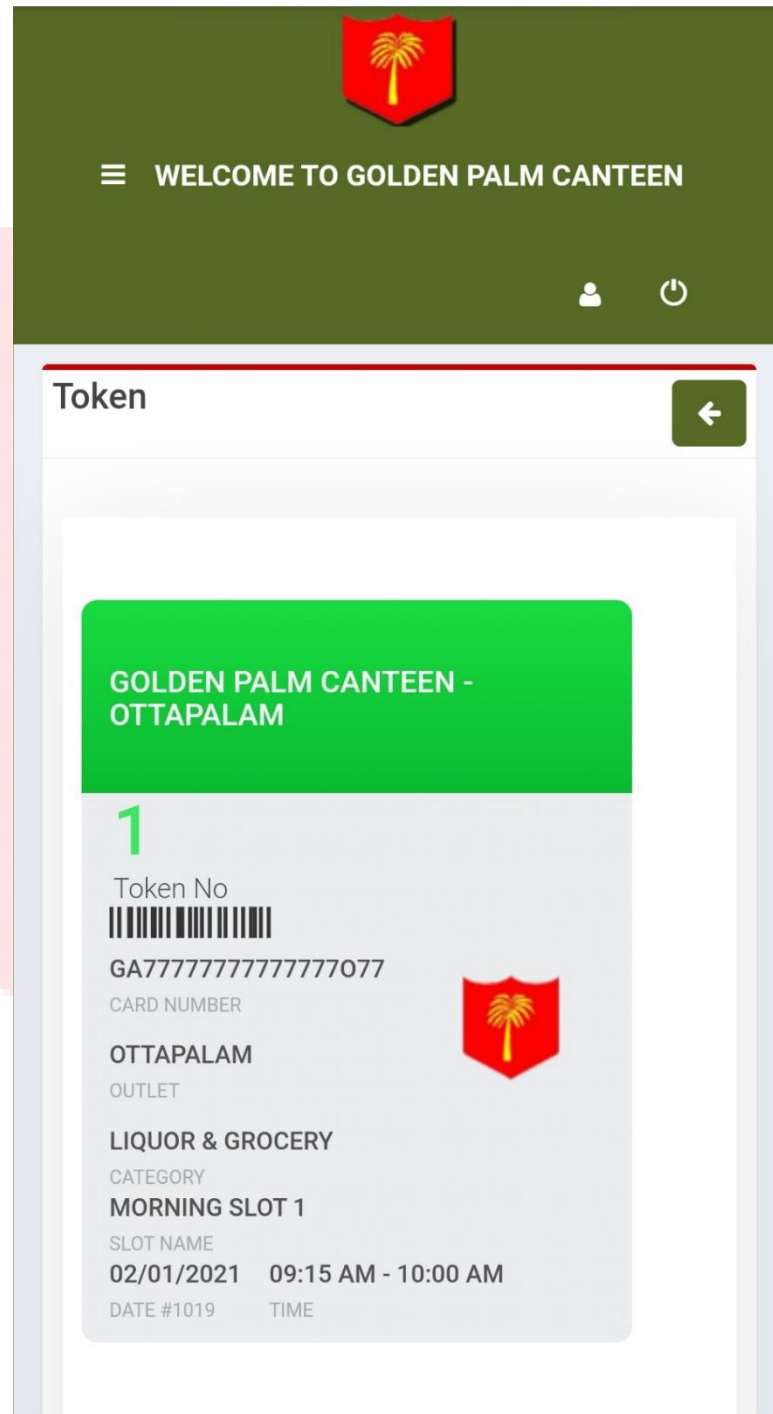 WELCOME TO GOLDEN PALM CANTEEN
Token
GOLDEN PALM CANTEEN -
OTTAPALAM
1
Token No
GA77777777777777O77
CARD NUMBER
OTTAPALAM
OUTLET
LIQUOR & GROCERY
CATEGORY
MORNING SLOT 1
SLOT NAME
02/01/2021 09:15 AM - 10:00 AM
DATE #1019 TIME